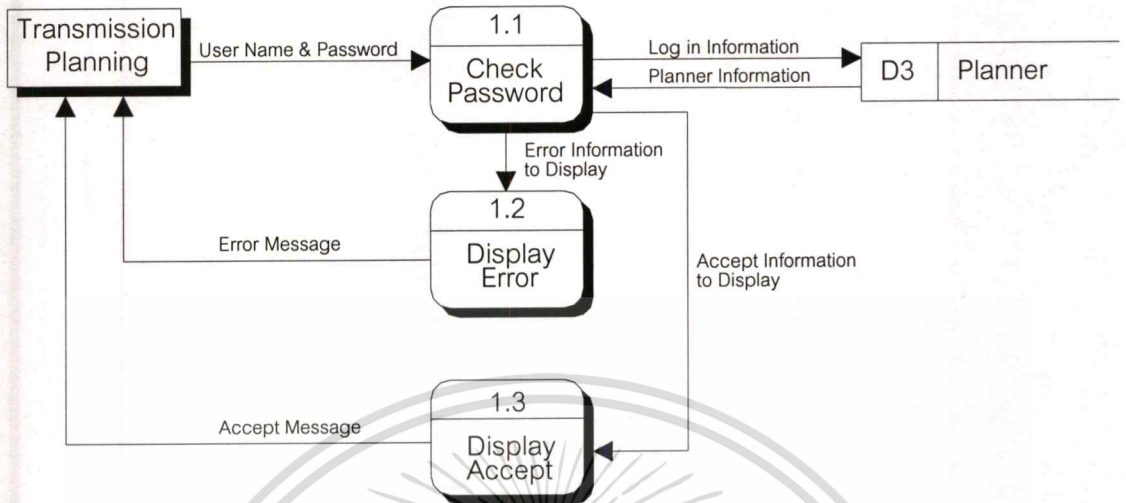 Transmission
Planning
User Name & Password
1.1
Check
Password
Log in Information
Planner Information
D3
Planner
Error Information
to Display
1.2
Display
Error
Error Message
Accept Information
to Display
1.3
Display
Accept
Accept Message